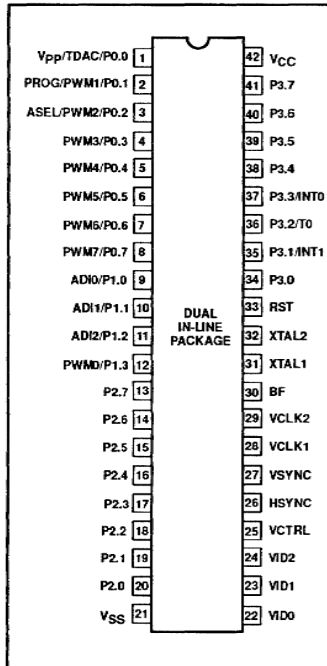 VPP/TDAC/P0.0 1 42 VCC
PROG/PWM1/P0.1 2 41 P3.7
ASEL/PWM2/P0.2 3 40 P3.6
PWM3/P0.3 4 39 P3.5
PWM4/P0.4 5 38 P3.4
PWM5/P0.5 6 37 P3.3/INT0
PWM6/P0.6 7 36 P3.2/T0
PWM7/P0.7 8 35 P3.1/INT1
ADI0/P1.0 9 34 P3.0
ADI1/P1.1 10 33 RST
ADI2/P1.2 11 32 XTAL2
PWM0/P1.3 12 31 XTAL1
DUAL
IN-LINE
PACKAGE
P2.7 13 30 BF
P2.6 14 29 VCLK2
P2.5 15 28 VCLK1
P2.4 16 27 VSYNC
P2.3 17 26 HSYNC
P2.2 18 25 VCTRL
P2.1 19 24 VID2
P2.0 20 23 VID1
VSS 21 22 VID0